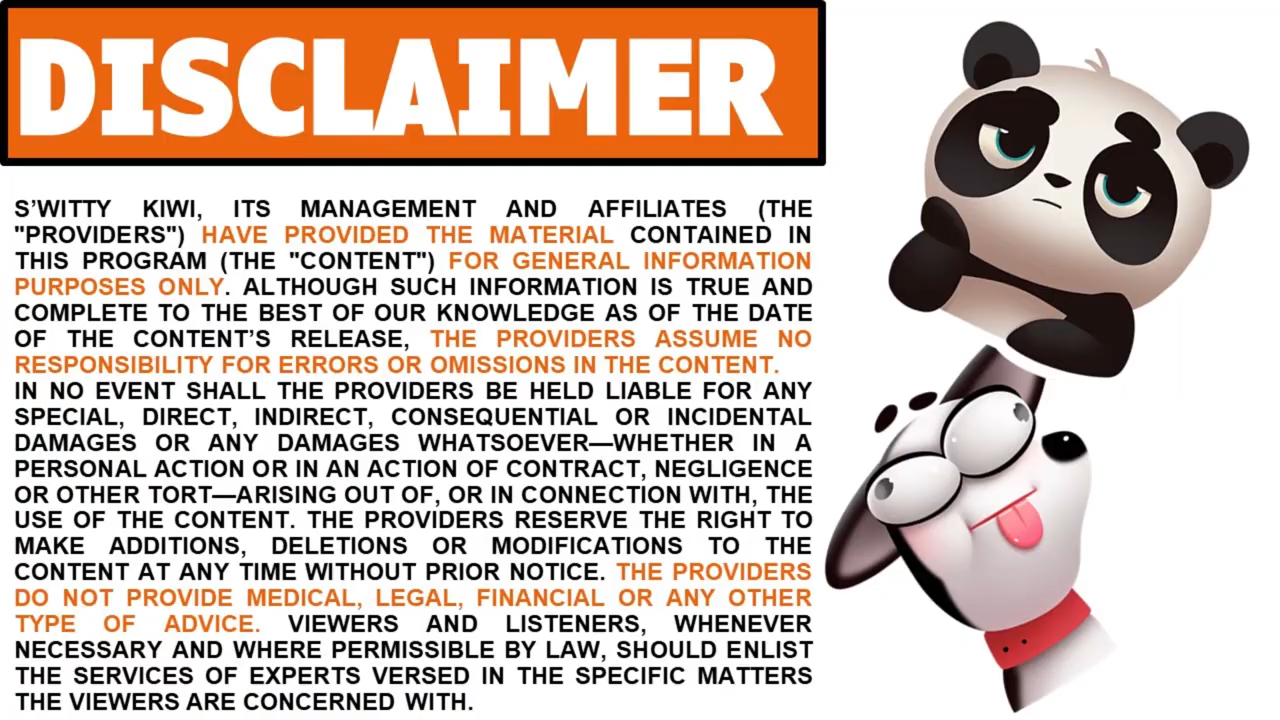 DISCLAIMER
S’WITTY KIWI, ITS MANAGEMENT AND AFFILIATES (THE
"PROVIDERS") HAVE PROVIDED THE MATERIAL CONTAINED IN
THIS PROGRAM (THE "CONTENT") FOR GENERAL INFORMATION
PURPOSES ONLY. ALTHOUGH SUCH INFORMATION IS TRUE AND
COMPLETE TO THE BEST OF OUR KNOWLEDGE AS OF THE DATE
OF THE CONTENT’S RELEASE, THE PROVIDERS ASSUME NO
RESPONSIBILITY FOR ERRORS OR OMISSIONS IN THE CONTENT.
IN NO EVENT SHALL THE PROVIDERS BE HELD LIABLE FOR ANY
SPECIAL, DIRECT, INDIRECT, CONSEQUENTIAL OR INCIDENTAL
DAMAGES OR ANY DAMAGES WHATSOEVER—WHETHER IN A
PERSONAL ACTION OR IN AN ACTION OF CONTRACT, NEGLIGENCE
OR OTHER TORT—ARISING OUT OF, OR IN CONNECTION WITH, THE
USE OF THE CONTENT. THE PROVIDERS RESERVE THE RIGHT TO
MAKE ADDITIONS, DELETIONS OR MODIFICATIONS TO THE
CONTENT AT ANY TIME WITHOUT PRIOR NOTICE. THE PROVIDERS
DO NOT PROVIDE MEDICAL, LEGAL, FINANCIAL OR ANY OTHER
TYPE OF ADVICE. VIEWERS AND LISTENERS, WHENEVER
NECESSARY AND WHERE PERMISSIBLE BY LAW, SHOULD ENLIST
THE SERVICES OF EXPERTS VERSED IN THE SPECIFIC MATTERS
THE VIEWERS ARE CONCERNED WITH.